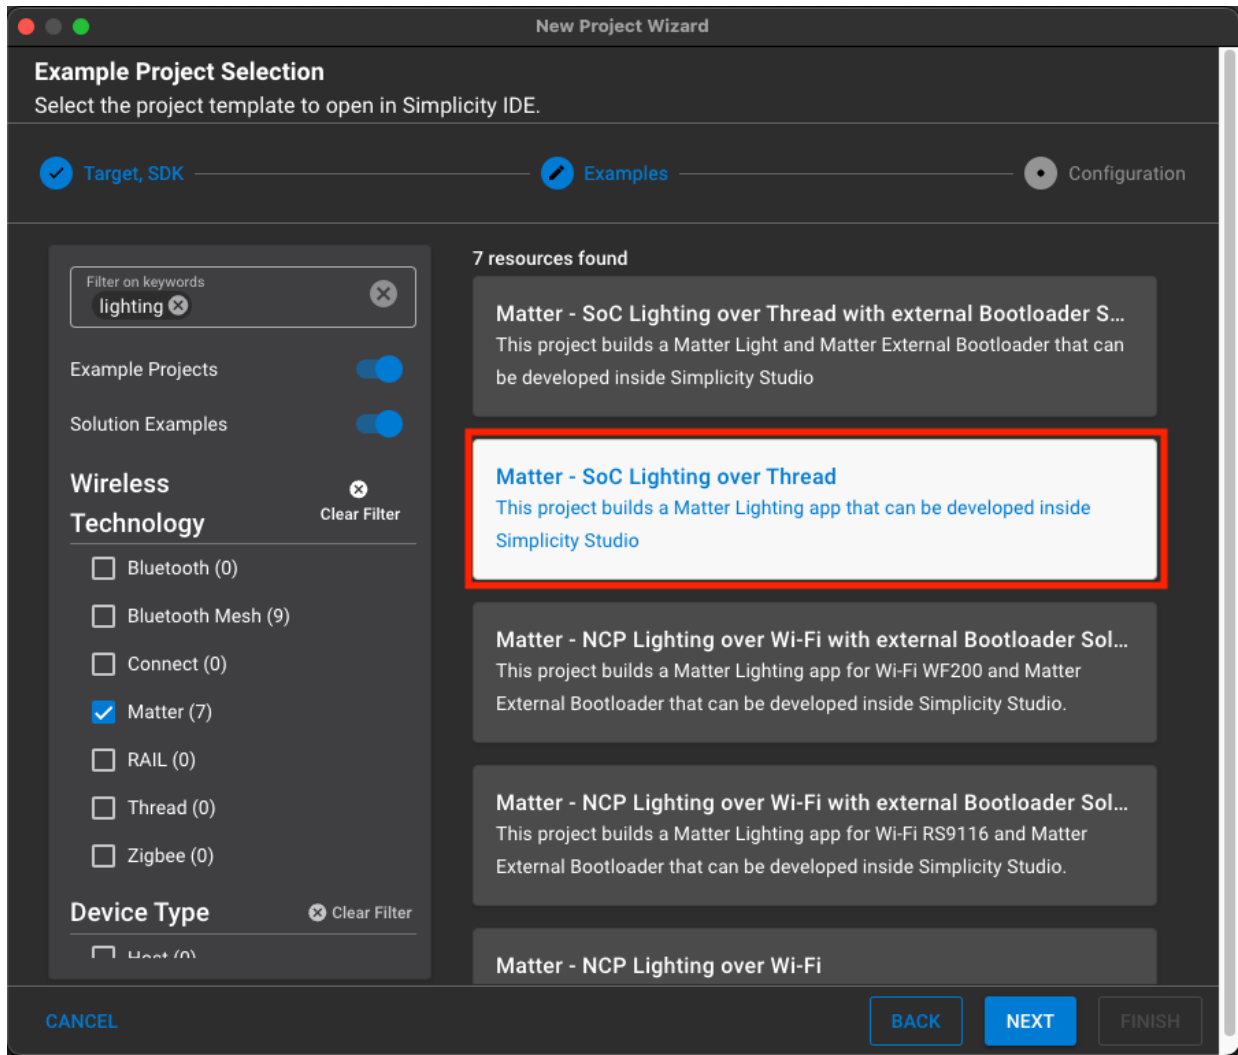 New Project Wizard
Example Project Selection
Select the project template to open in Simplicity IDE.
Target, SDK
Examples
Configuration
Filter on keywords
lighting
Example Projects
Solution Examples
Wireless
Technology
Clear Filter
Bluetooth (0)
Bluetooth Mesh (9)
Connect (0)
Matter (7)
RAIL (0)
Thread (0)
Zigbee (0)
Device Type
Clear Filter
Host (0)
7 resources found
Matter - SoC Lighting over Thread with external Bootloader S...
This project builds a Matter Light and Matter External Bootloader that can
be developed inside Simplicity Studio
Matter - SoC Lighting over Thread
This project builds a Matter Lighting app that can be developed inside
Simplicity Studio
Matter - NCP Lighting over Wi-Fi with external Bootloader Sol...
This project builds a Matter Lighting app for Wi-Fi WF200 and Matter
External Bootloader that can be developed inside Simplicity Studio.
Matter - NCP Lighting over Wi-Fi with external Bootloader Sol...
This project builds a Matter Lighting app for Wi-Fi RS9116 and Matter
External Bootloader that can be developed inside Simplicity Studio.
Matter - NCP Lighting over Wi-Fi
CANCEL
BACK
NEXT
FINISH